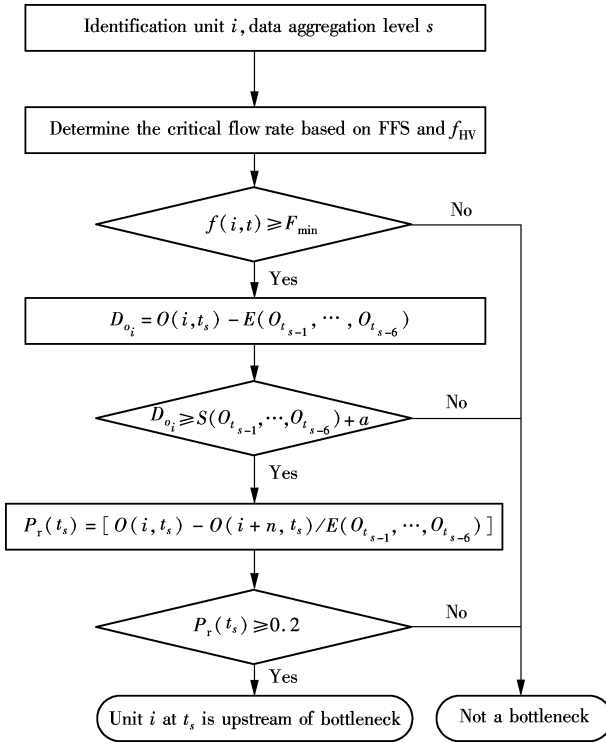 Identification unit i, data aggregation level s
Determine the critical flow rate based on FFS and f_HV
f(i,t)≥F_min
No
Yes
D_{o_i}=O(i,t_s)−E(O_{t_{s−1}},⋯,O_{t_{s−6}})
D_{o_i}≥S(O_{t_{s−1}},⋯,O_{t_{s−6}})+a
No
Yes
P_r(t_s)=[O(i,t_s)−O(i+n,t_s)/E(O_{t_{s−1}},⋯,O_{t_{s−6}})]
P_r(t_s)≥0.2
No
Yes
Unit i at t_s is upstream of bottleneck
Not a bottleneck